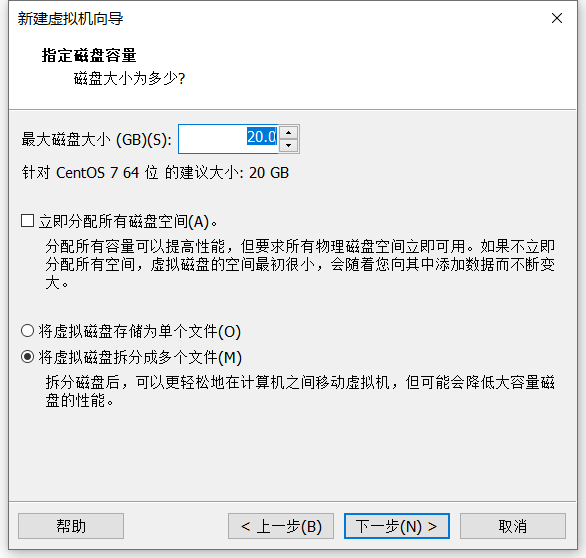 新建虚拟机向导
指定磁盘容量
磁盘大小为多少?
最大磁盘大小 (GB)(S): 20.0
针对 CentOS 7 64 位 的建议大小: 20 GB
立即分配所有磁盘空间(A)。
分配所有容量可以提高性能，但要求所有物理磁盘空间立即可用。如果不立即
分配所有空间，虚拟磁盘的空间最初很小，会随着您向其中添加数据而不断变
大。
将虚拟磁盘存储为单个文件(O)
将虚拟磁盘拆分成多个文件(M)
拆分磁盘后，可以更轻松地在计算机之间移动虚拟机，但可能会降低大容量磁
盘的性能。
帮助 < 上一步(B) 下一步(N) > 取消